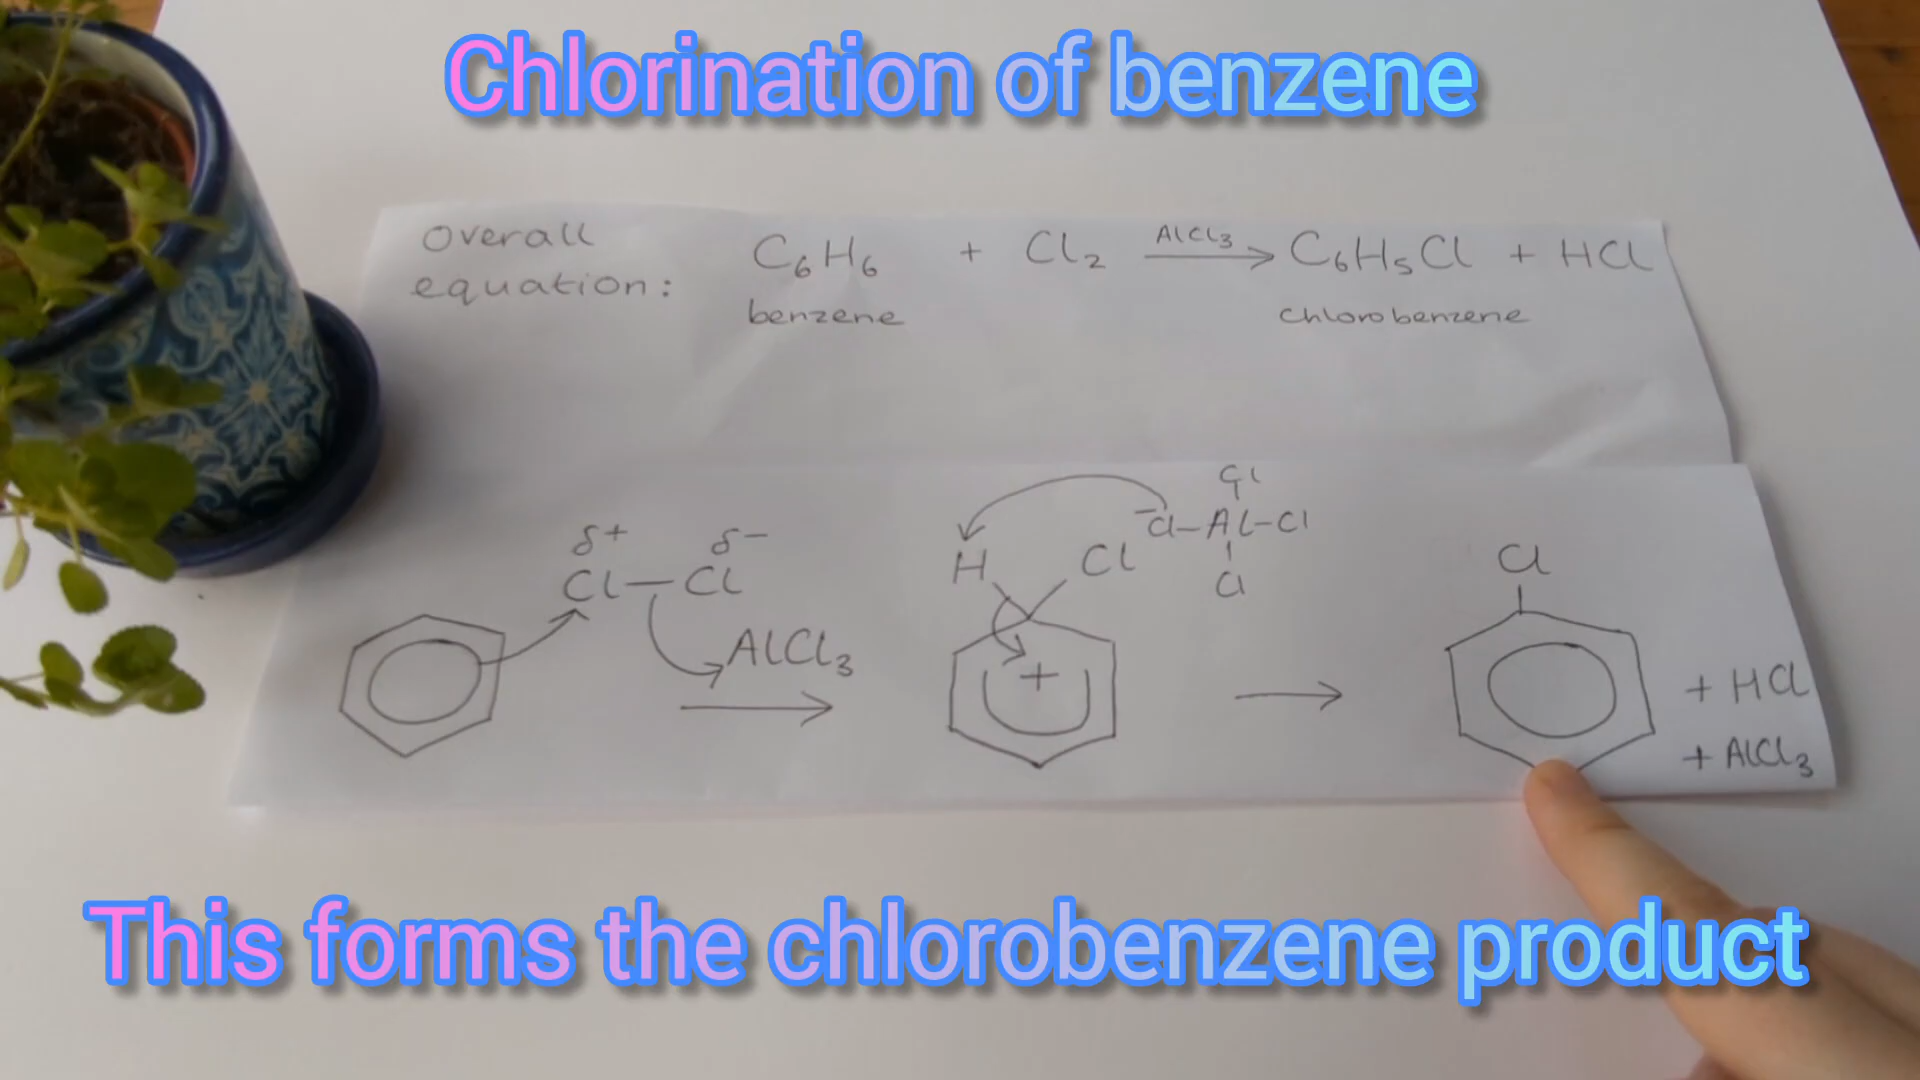 Chlorination of benzene
Overall equation:
C₆H₆ + Cl₂ AlCl₃ → C₆H₅Cl + HCl
benzene chlorobenzene
δ+ δ−
Cl—Cl
AlCl₃
→
H Cl
+
Cl
⁻Cl—Al—Cl
Cl
→
Cl
+ HCl
+ AlCl₃
This forms the chlorobenzene product